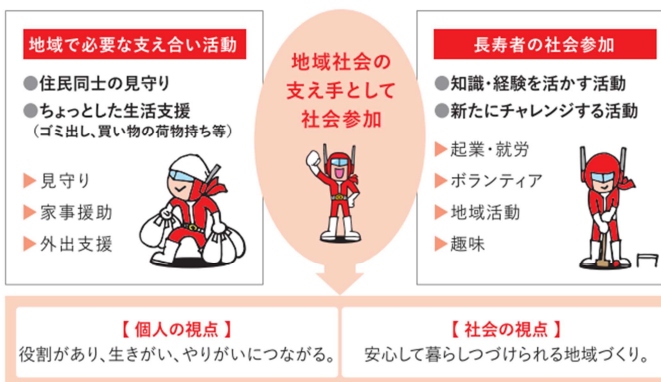 地域で必要な支え合い活動
●住民同士の見守り
●ちょっとした生活支援
(ゴミ出し、買い物の荷物持ち等)
▶見守り
▶家事援助
▶外出支援
地域社会の
支え手として
社会参加
長寿者の社会参加
●知識・経験を活かす活動
●新たにチャレンジする活動
▶起業・就労
▶ボランティア
▶地域活動
▶趣味
【個人の視点】
役割があり、生きがい、やりがいにつながる。
【社会の視点】
安心して暮らしつづけられる地域づくり。